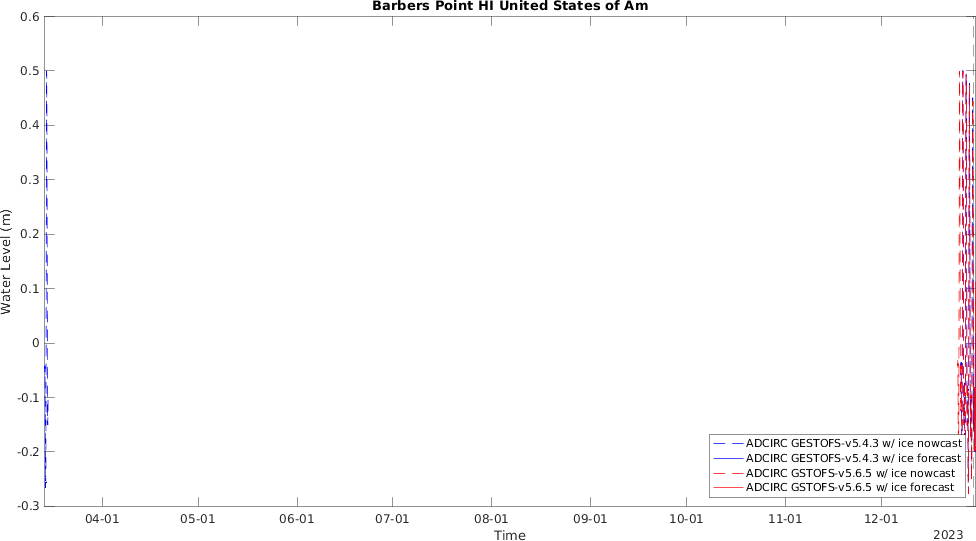 Barbers Point HI United States of Am
0.6
0.5
0.4
0.3
0.2
0.1
0
-0.1
-0.2
-0.3
Water Level (m)
ADCIRC GESTOFS-v5.4.3 w/ ice nowcast
ADCIRC GESTOFS-v5.4.3 w/ ice forecast
ADCIRC GSTOFS-v5.6.5 w/ ice nowcast
ADCIRC GSTOFS-v5.6.5 w/ ice forecast
04-01 05-01 06-01 07-01 08-01 09-01 10-01 11-01 12-01
Time
2023